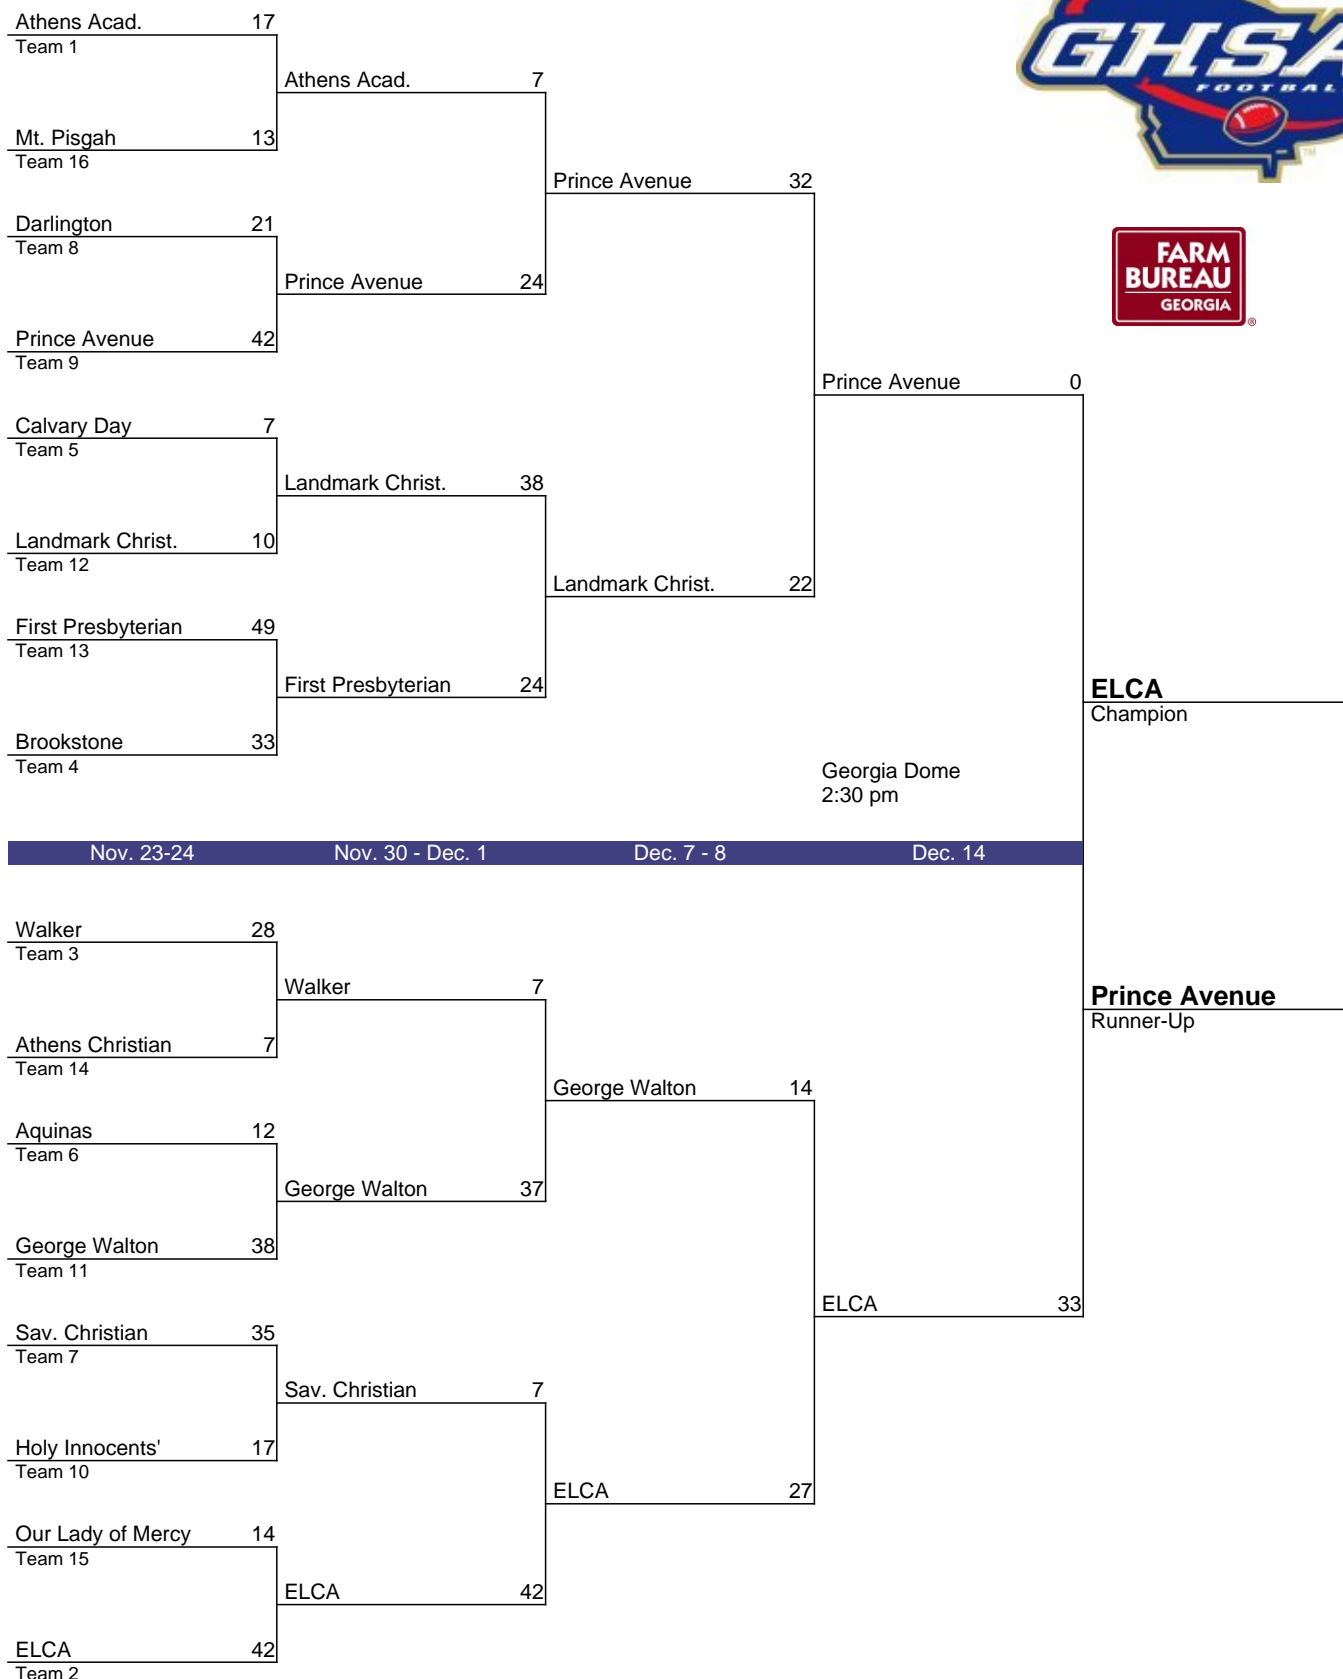 Athens Acad. 17
Team 1
Athens Acad. 7
Mt. Pisgah 13
Team 16
Prince Avenue 32
Darlington 21
Team 8
Prince Avenue 24
Prince Avenue 42
Team 9
Prince Avenue 0
Calvary Day 7
Team 5
Landmark Christ. 38
Landmark Christ. 10
Team 12
Landmark Christ. 22
First Presbyterian 49
Team 13
First Presbyterian 24
ELCA
Champion
Brookstone 33
Team 4
Georgia Dome
2:30 pm
Nov. 23-24 Nov. 30 - Dec. 1 Dec. 7 - 8 Dec. 14
Walker 28
Team 3
Walker 7
Prince Avenue
Runner-Up
Athens Christian 7
Team 14
George Walton 14
Aquinas 12
Team 6
George Walton 37
George Walton 38
Team 11
ELCA 33
Sav. Christian 35
Team 7
Sav. Christian 7
Holy Innocents' 17
Team 10
ELCA 27
Our Lady of Mercy 14
Team 15
ELCA 42
ELCA 42
Team 2
GHSA
FOOTBAL
TM
FARM
BUREAU
GEORGIA
®